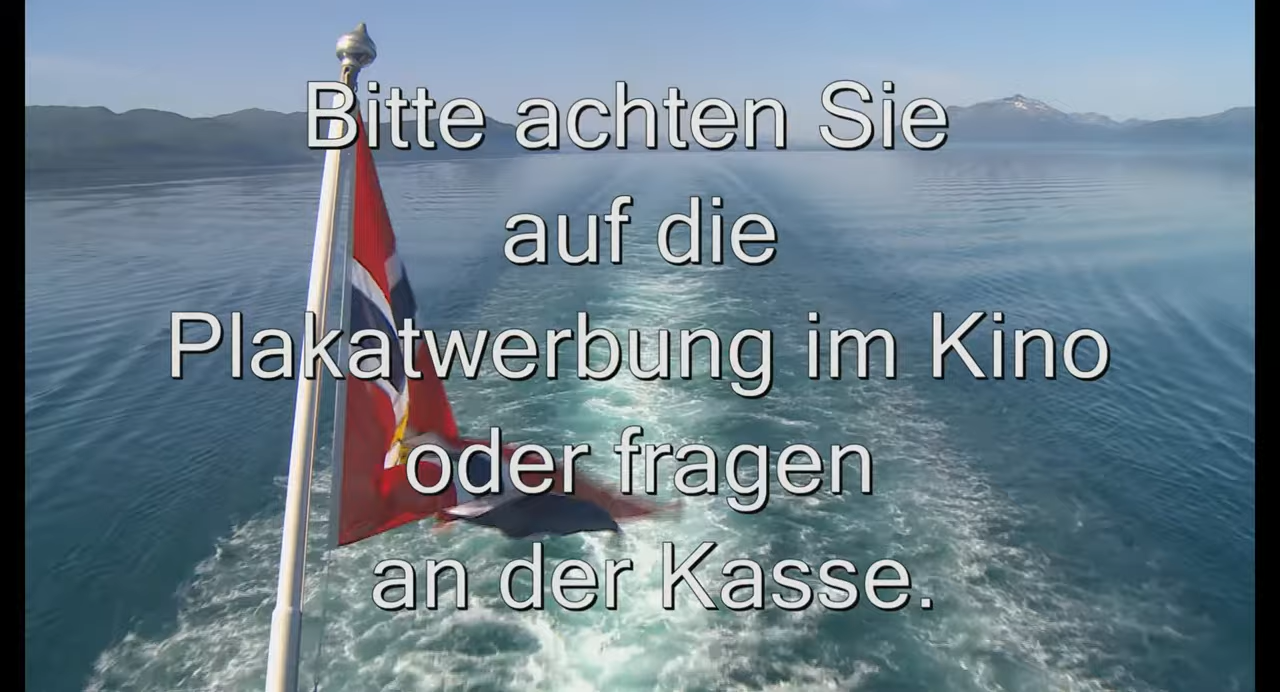 Bitte achten Sie
auf die
Plakatwerbung im Kino
oder fragen
an der Kasse.